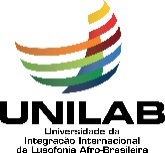 UNILAB
Universidade da
Integração Internacional
da Lusofonia Afro-Brasileira